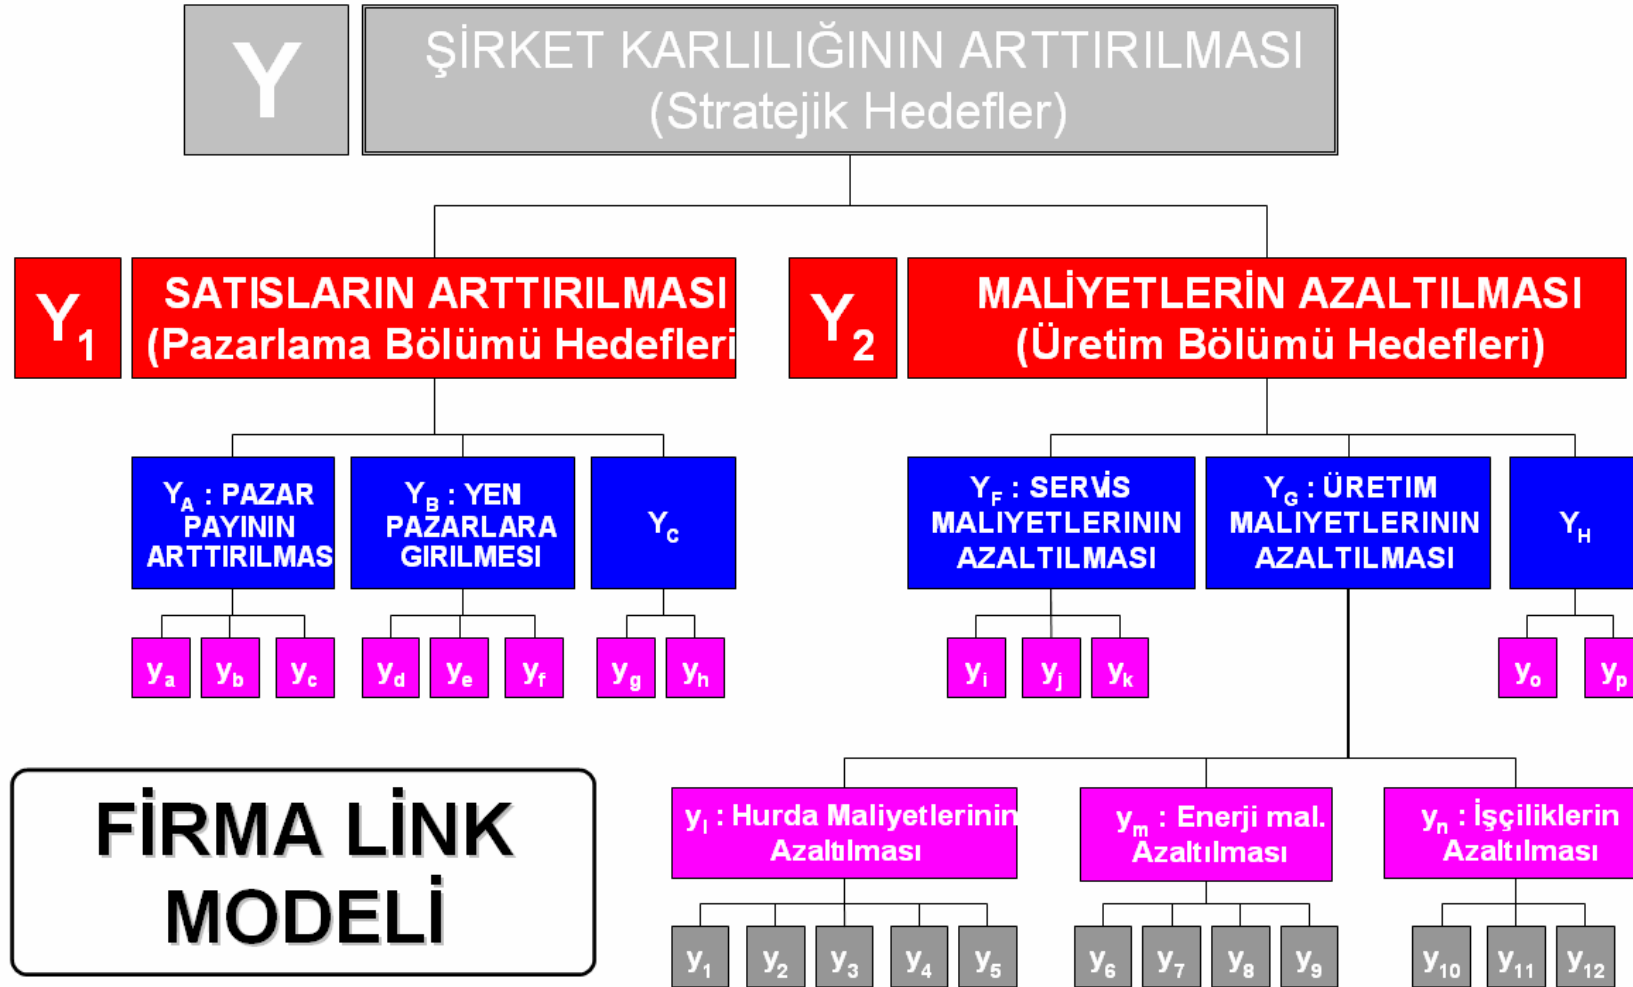 Y
ŞİRKET KARLILIĞININ ARTTIRILMASI
(Stratejik Hedefler)
Y1
SATISLARIN ARTTIRILMASI
(Pazarlama Bölümü Hedefleri
Y2
MALİYETLERİN AZALTILMASI
(Üretim Bölümü Hedefleri)
YA : PAZAR
PAYININ
ARTTIRILMAS
YB : YEN
PAZARLARA
GIRILMESI
YC
YF : SERVİS
MALIYETLERININ
AZALTILMASI
YG : ÜRETIM
MALIYETLERININ
AZALTILMASI
YH
ya yb yc yd ye yf yg yh yi yj yk yo yp
FİRMA LİNK
MODELİ
yl : Hurda Maliyetlerinin
Azaltılması
ym : Enerji mal.
Azaltılması
yn : İşçiliklerin
Azaltılması
y1 y2 y3 y4 y5 y6 y7 y8 y9 y10 y11 y12